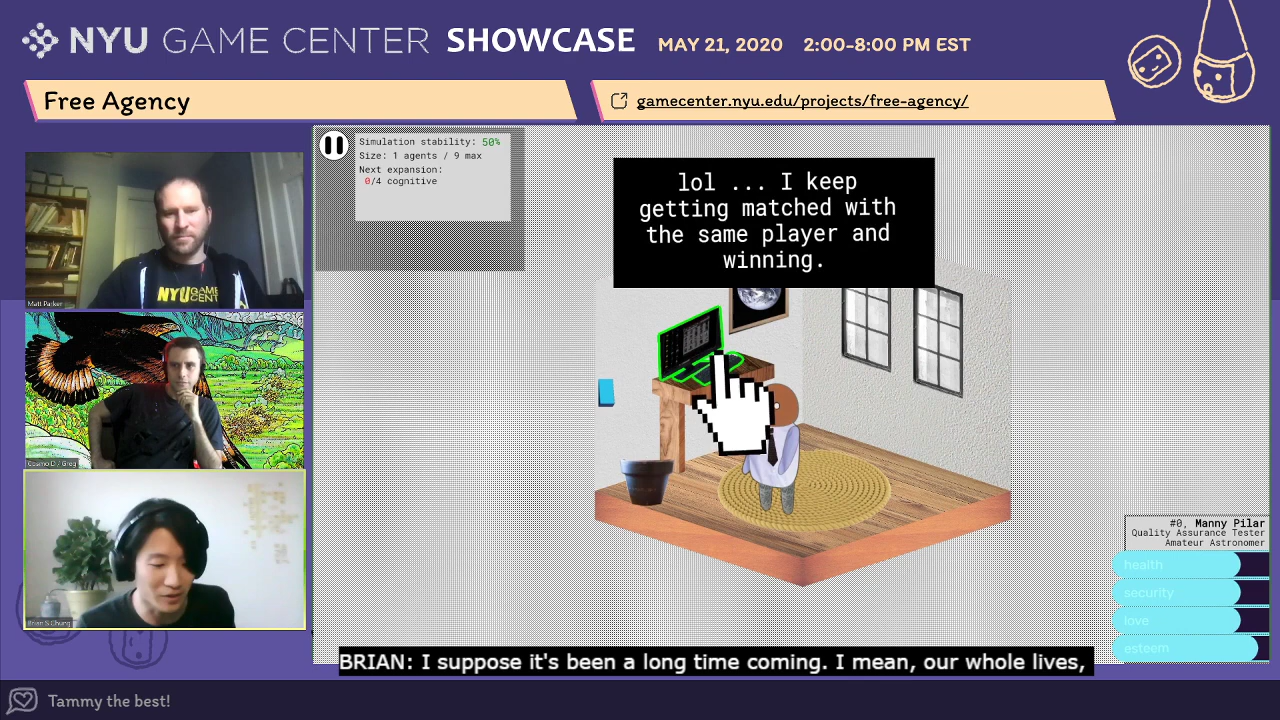 NYU GAME CENTER SHOWCASE MAY 21, 2020 2:00-8:00 PM EST
Free Agency
gamecenter.nyu.edu/projects/free-agency/
Simulation stability: 50%
Size: 1 agents / 9 max
Next expansion:
0/4 cognitive
lol ... I keep
getting matched with
the same player and
winning.
NYU GAME
CENT
Matt Parker
Cosmo D / Greg
Brian S Chung
#0, Manny Pilar
Quality Assurance Tester
Amateur Astronomer
health
security
love
esteem
BRIAN: I suppose it's been a long time coming. I mean, our whole lives,
Tammy the best!